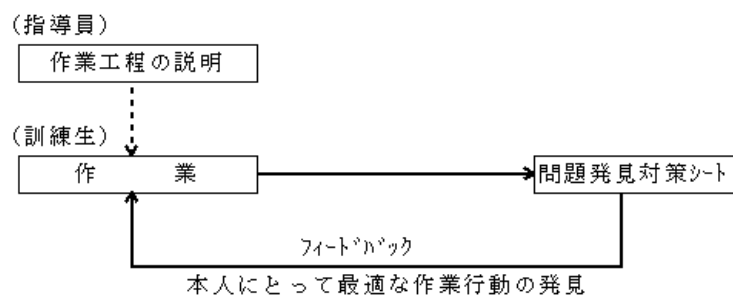 (指導員)
作業工程の説明
(訓練生)
作　　業
問題発見対策ｼｰﾄ
ﾌｨｰﾄﾞﾊﾞｯｸ
本人にとって最適な作業行動の発見